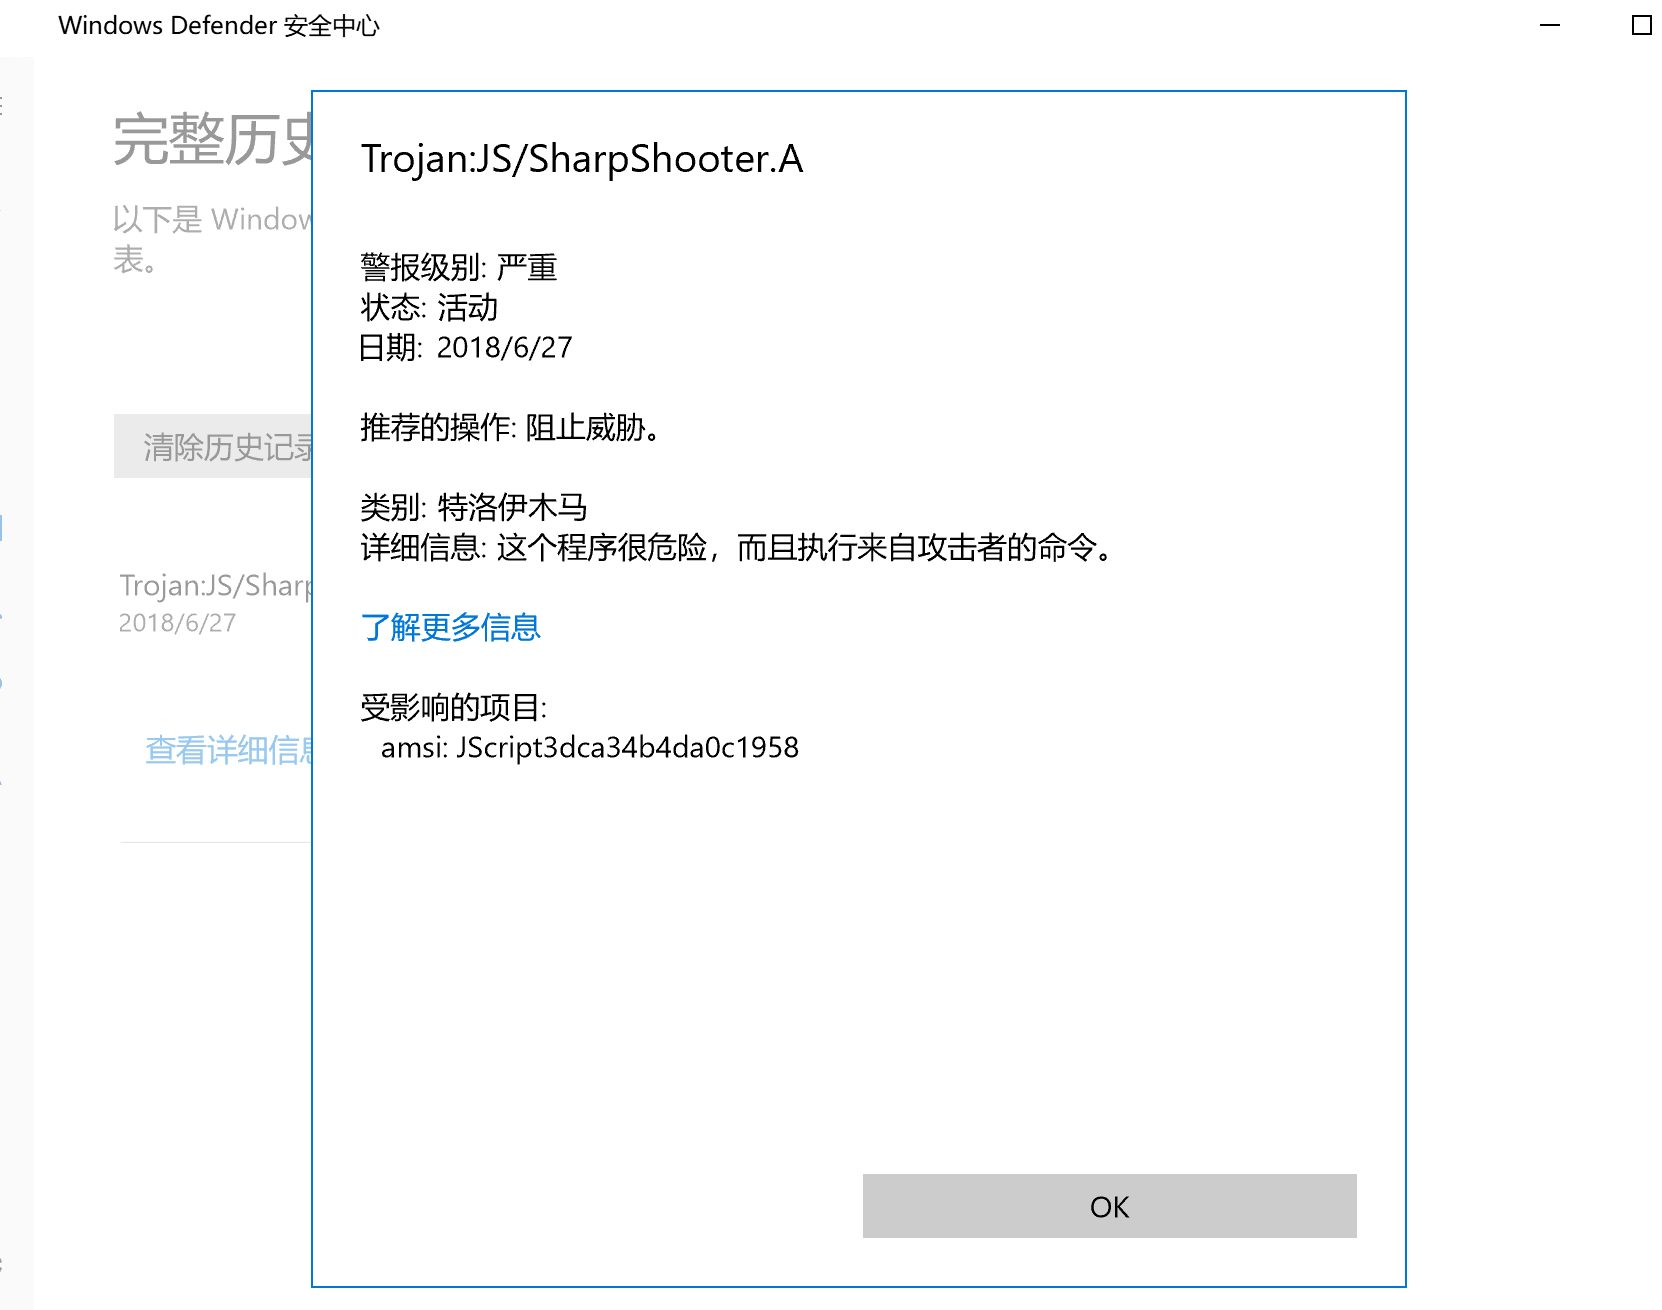 Windows Defender 安全中心
完整历史
以下是 Window
表。
清除历史记录
Trojan:JS/Sharp
2018/6/27
查看详细信息
Trojan:JS/SharpShooter.A
警报级别: 严重
状态: 活动
日期: 2018/6/27
推荐的操作: 阻止威胁。
类别: 特洛伊木马
详细信息: 这个程序很危险，而且执行来自攻击者的命令。
了解更多信息
受影响的项目:
amsi: JScript3dca34b4da0c1958
OK